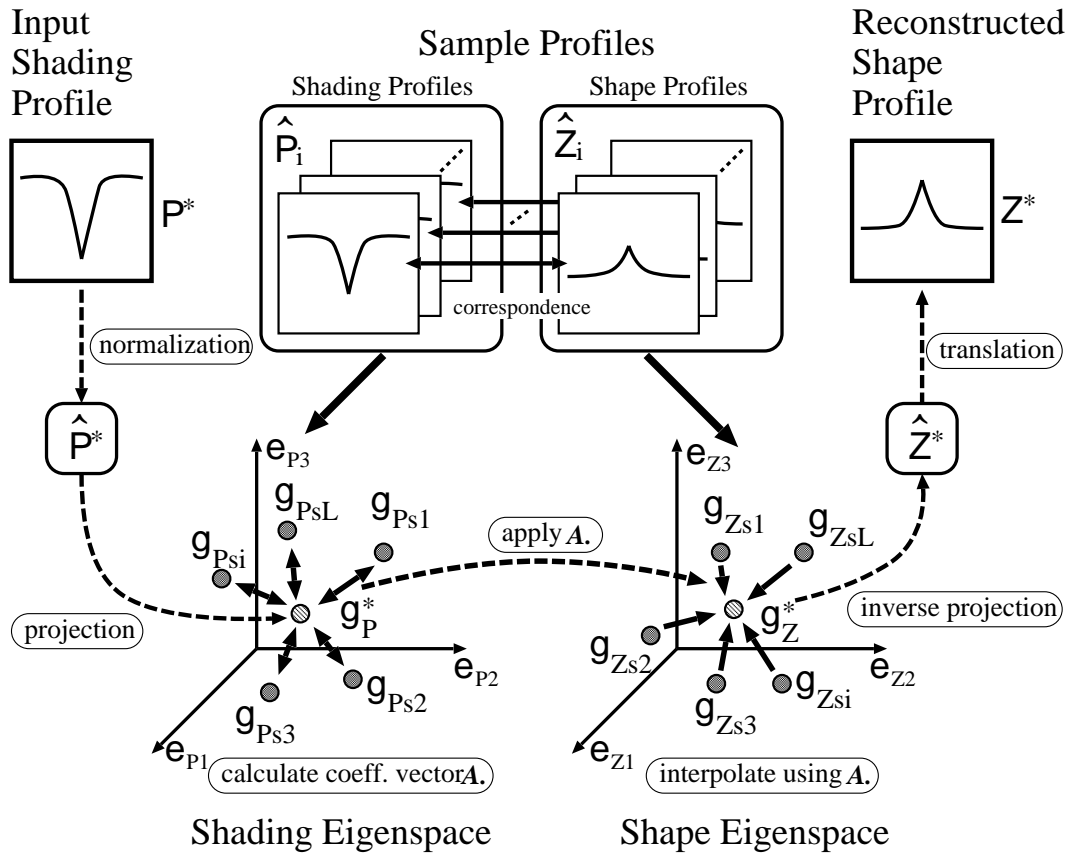 Input
Shading
Profile
Sample Profiles
Reconstructed
Shape
Profile
Shading Profiles
Shape Profiles
P̂i
Ẑi
P*
Z*
correspondence
normalization
translation
P̂*
Ẑ*
eP3
eZ3
gPsL
gPs1
gPsi
g*P
gPs2
gPs3
eP2
eP1
apply A.
gZs1
gZsL
g*Z
gZs2
gZs3
gZsi
eZ2
eZ1
projection
inverse projection
calculate coeff. vector A.
interpolate using A.
Shading Eigenspace
Shape Eigenspace